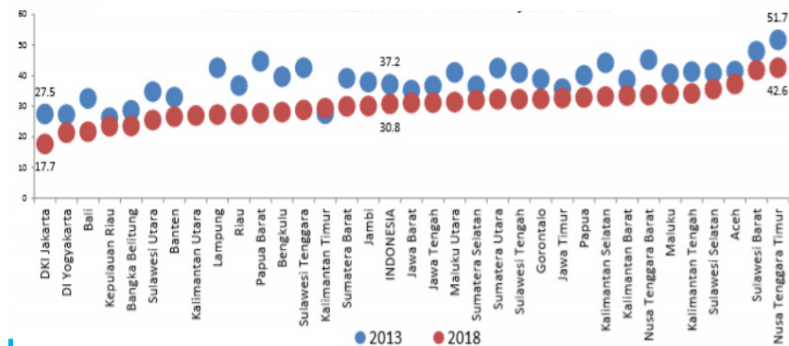 60
50
40
30
20
10
0
27.5
17.7
37.2
30.8
51.7
42.6
DKI Jakarta
DI Yogyakarta
Bali
Kepulauan Riau
Bangka Belitung
Sulawesi Utara
Banten
Kalimantan Utara
Lampung
Riau
Papua Barat
Bengkulu
Sulawesi Tenggara
Kalimantan Timur
Sumatera Barat
Jambi
INDONESIA
Jawa Barat
Jawa Tengah
Maluku Utara
Sumatera Selatan
Sumatera Utara
Sulawesi Tengah
Gorontalo
Jawa Timur
Papua
Kalimantan Selatan
Kalimantan Barat
Nusa Tenggara Barat
Maluku
Kalimantan Tengah
Sulawesi Selatan
Aceh
Sulawesi Barat
Nusa Tenggara Timur
2013
2018